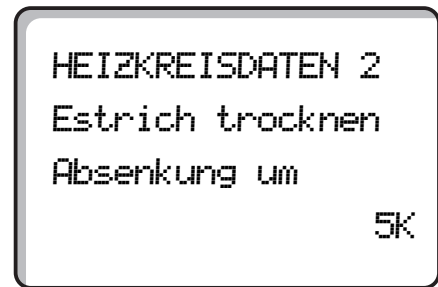 HEIZKREISDATEN 2
Estrich trocknen
Absenkung um
5K